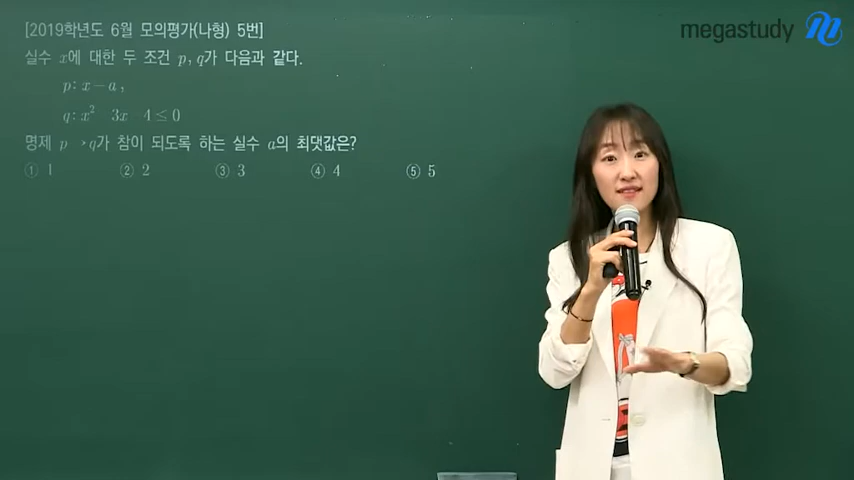 [2019학년도 6월 모의평가(나형) 5번]
megastudy
실수 x에 대한 두 조건 p, q가 다음과 같다.
p: x = a,
q: x² 3x 4 ≤ 0
명제 p → q가 참이 되도록 하는 실수 a의 최댓값은?
① 1 ② 2 ③ 3 ④ 4 ⑤ 5